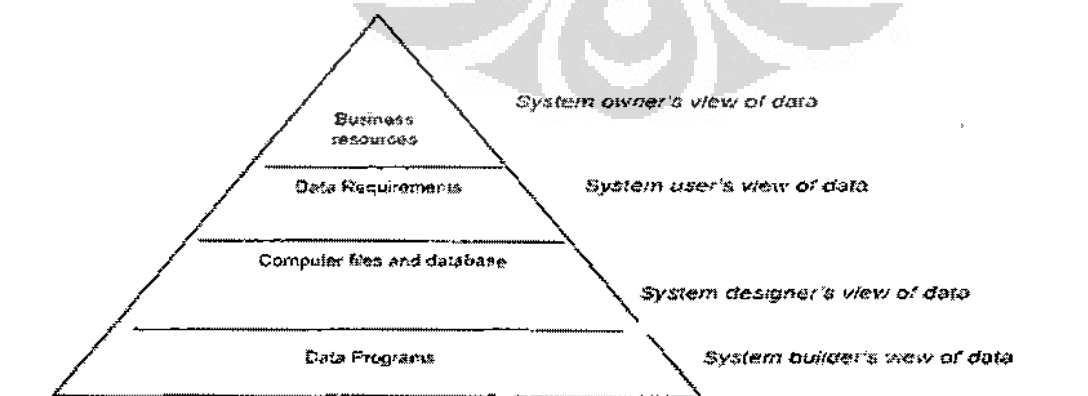 System owner's view of data
Business
resources
Data Requirements
System user's view of data
Computer files and database
System designer's view of data
Data Programs
System builder's view of data